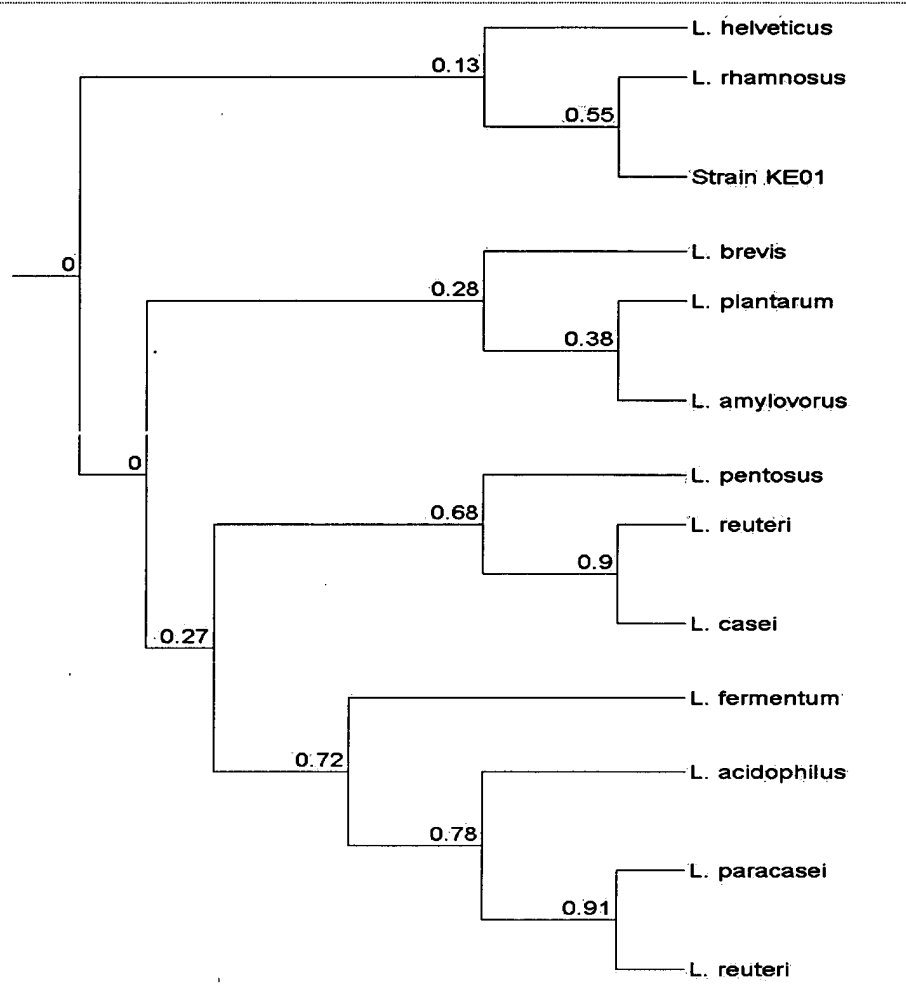 L. helveticus
0.13
L. rhamnosus
0.55
Strain KE01
L. brevis
0
0.28
L. plantarum
0.38
L. amylovorus
0
L. pentosus
0.68
L. reuteri
0.9
L. casei
0.27
L. fermentum
0.72
L. acidophilus
0.78
L. paracasei
0.91
L. reuteri